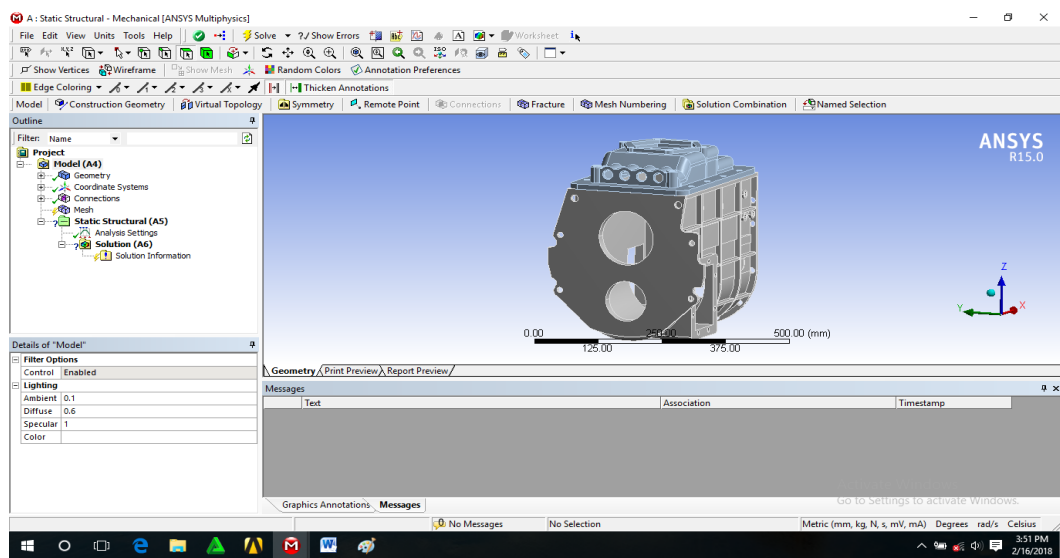 A : Static Structural - Mechanical [ANSYS Multiphysics]
File Edit View Units Tools Help Solve ?/ Show Errors Worksheet
Show Vertices Wireframe Show Mesh Random Colors Annotation Preferences
Edge Coloring Thicken Annotations
Model Construction Geometry Virtual Topology Symmetry Remote Point Connections Fracture Mesh Numbering Solution Combination Named Selection
Outline
Filter: Name
Project
Model (A4)
Geometry
Coordinate Systems
Connections
Mesh
Static Structural (A5)
Analysis Settings
Solution (A6)
Solution Information
ANSYS
R15.0
Z
Y X
0.00 250.00 500.00 (mm)
125.00 375.00
Details of "Model"
Filter Options
Control Enabled
Lighting
Ambient 0.1
Diffuse 0.6
Specular 1
Color
Geometry Print Preview Report Preview
Messages
Text Association Timestamp
Go to Settings to activate Windows.
Graphics Annotations Messages
0 No Messages No Selection Metric (mm, kg, N, s, mV, mA) Degrees rad/s Celsius
3:51 PM
2/16/2018